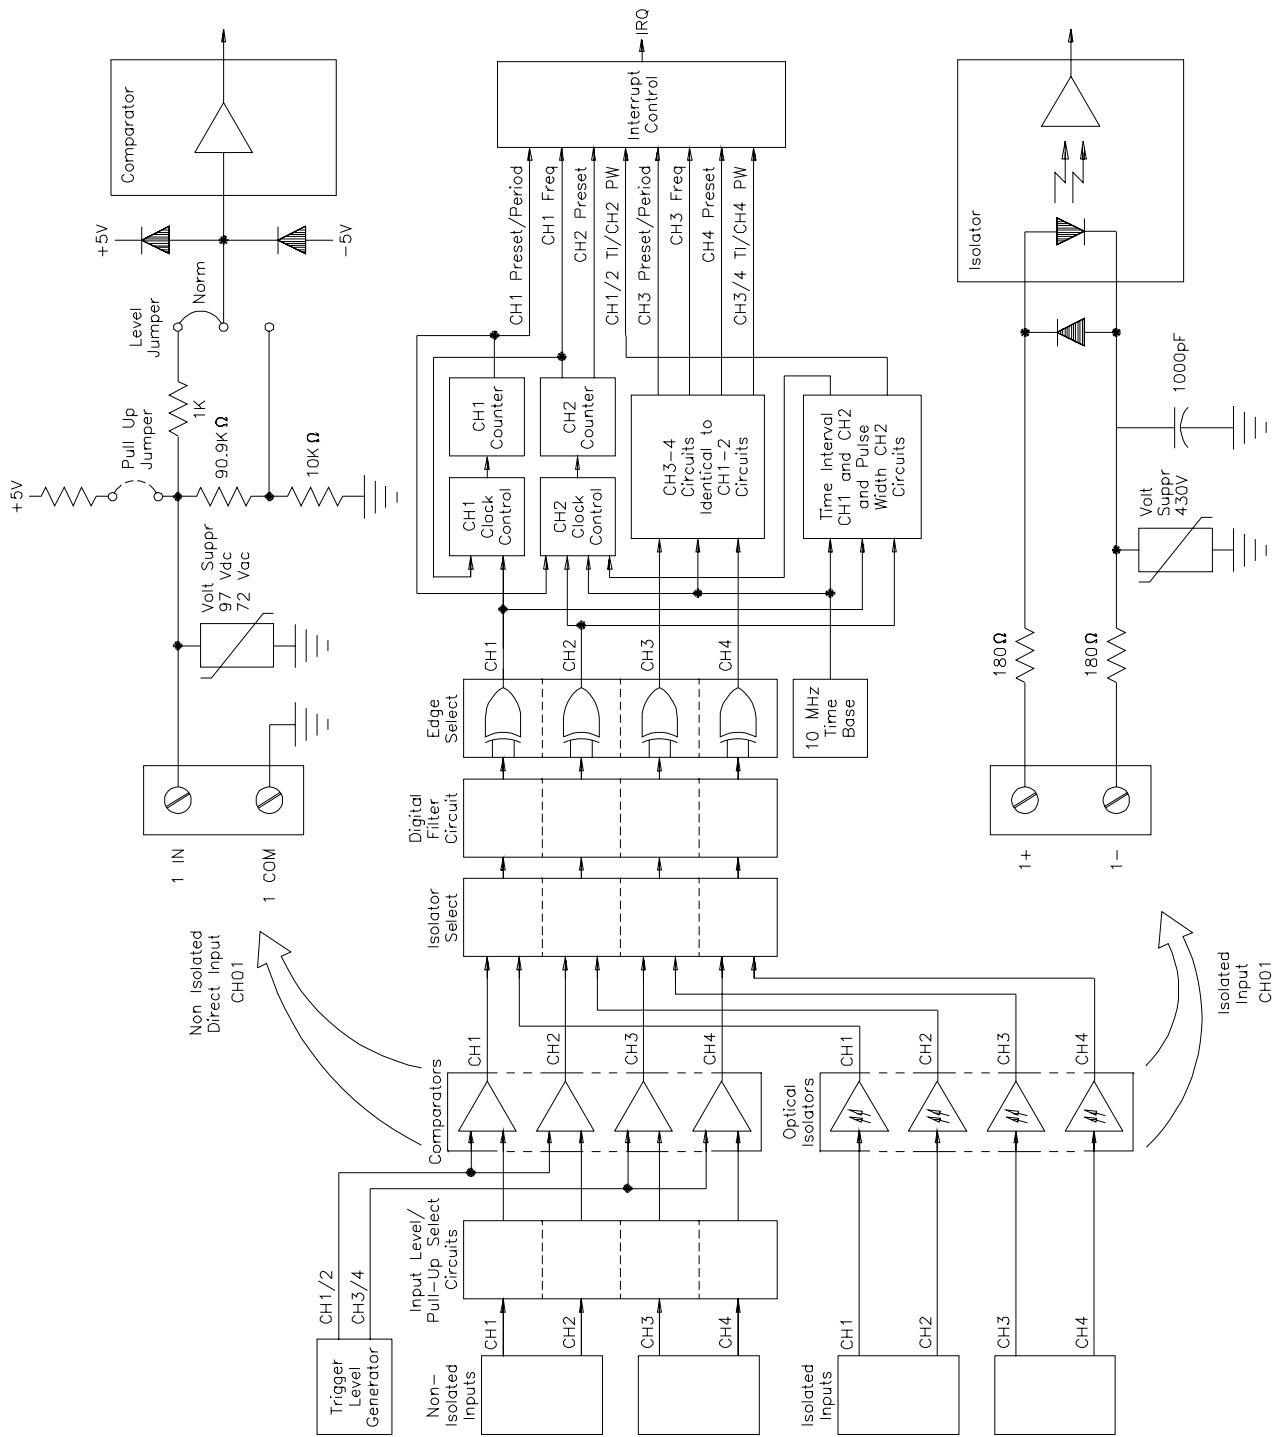 Non Isolated
Direct Input
CH01
1 IN
1 COM
Volt Suppr
97 Vdc
72 Vac
+5V
Pull Up
Jumper
90.9KΩ
10KΩ
1K
Level
Jumper
Norm
+5V
-5V
Comparator
Trigger
Level
Generator
CH1/2
CH3/4
Non-
Isolated
Inputs
CH1
CH2
CH3
CH4
Input Level/
Pull-Up Select
Circuits
Comparators
CH1
CH2
CH3
CH4
Isolator
Select
Digital
Filter
Circuit
Edge
Select
CH1
CH2
CH3
CH4
10 MHz
Time
Base
CH1
Clock
Control
CH1
Counter
CH2
Clock
Control
CH2
Counter
CH3-4
Circuits
Identical to
CH1-2
Circuits
Time Interval
CH1 and CH2
and Pulse
Width CH2
Circuits
CH1 Preset/Period
CH1 Freq
CH2 Preset
CH1/2 TI/CH2 PW
CH3 Preset/Period
CH3 Freq
CH4 Preset
CH3/4 TI/CH4 PW
Interrupt
Control
IRQ
Isolated
Inputs
CH1
CH2
CH3
CH4
Optical
Isolators
CH1
CH2
CH3
CH4
Isolated
Input
CH01
1+
1-
180Ω
180Ω
Volt
Suppr
430V
1000pF
Isolator